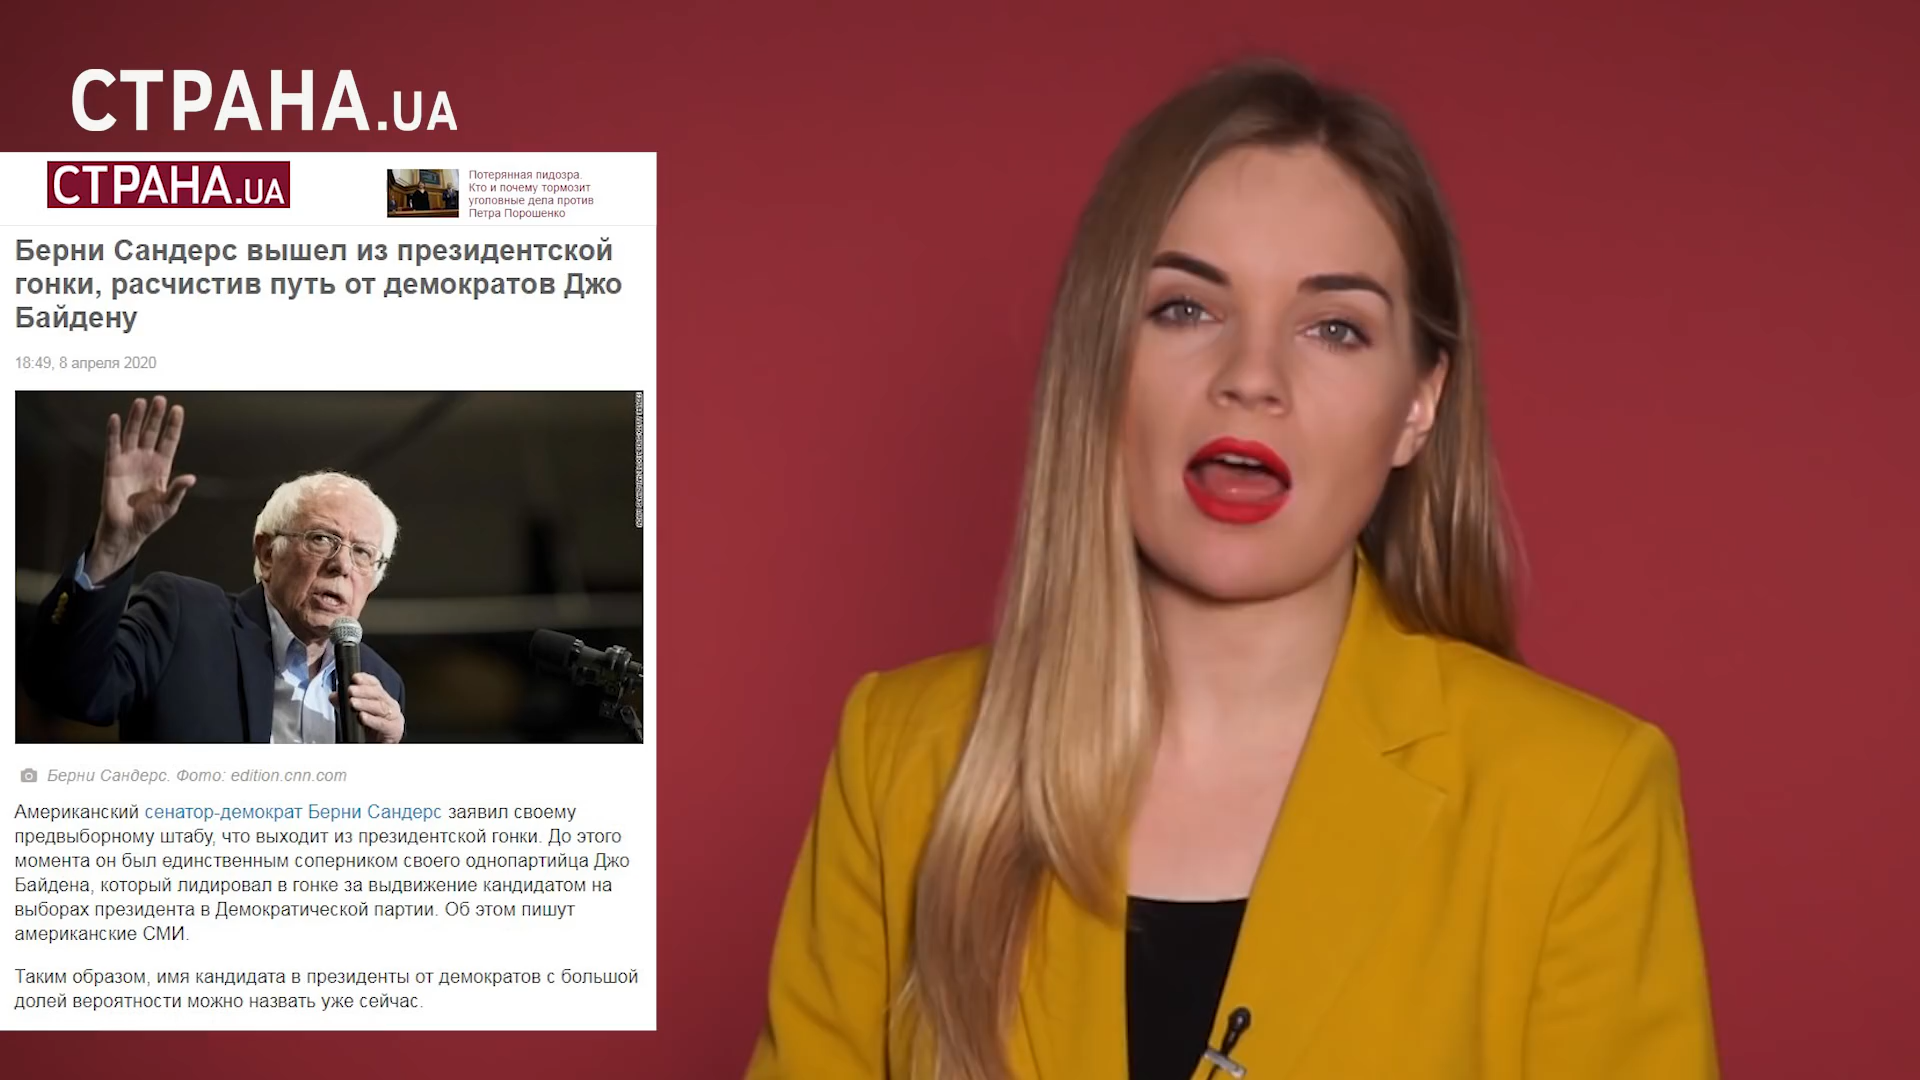 СТРАНА.UA
СТРАНА.UA
Потерянная пидозра.
Кто и почему тормозит
уголовные дела против
Петра Порошенко
Берни Сандерс вышел из президентской
гонки, расчистив путь от демократов Джо
Байдену
18:49, 8 апреля 2020
Берни Сандерс. Фото: edition.cnn.com
Американский сенатор-демократ Берни Сандерс заявил своему
предвыборному штабу, что выходит из президентской гонки. До этого
момента он был единственным соперником своего однопартийца Джо
Байдена, который лидировал в гонке за выдвижение кандидатом на
выборах президента в Демократической партии. Об этом пишут
американские СМИ.
Таким образом, имя кандидата в президенты от демократов с большой
долей вероятности можно назвать уже сейчас.